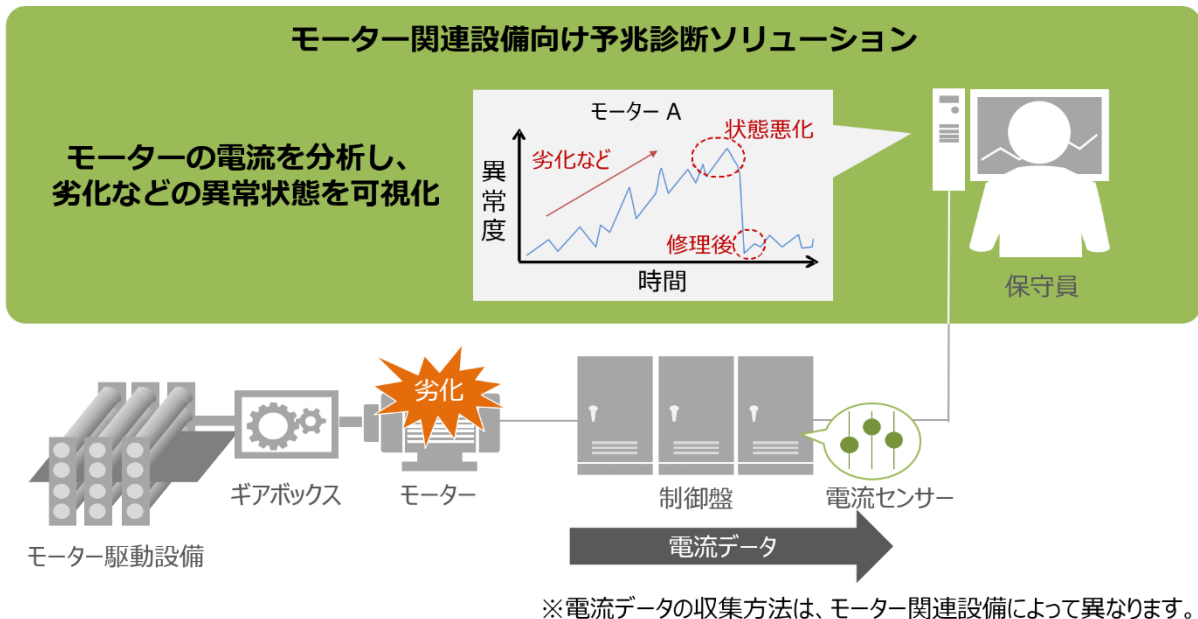 モーター関連設備向け予兆診断ソリューション
モーターの電流を分析し、
劣化などの異常状態を可視化
モーター A
状態悪化
劣化など
異常度
修理後
時間
保守員
劣化
ギアボックス
モーター
制御盤
電流センサー
モーター駆動設備
電流データ
※電流データの収集方法は、モーター関連設備によって異なります。